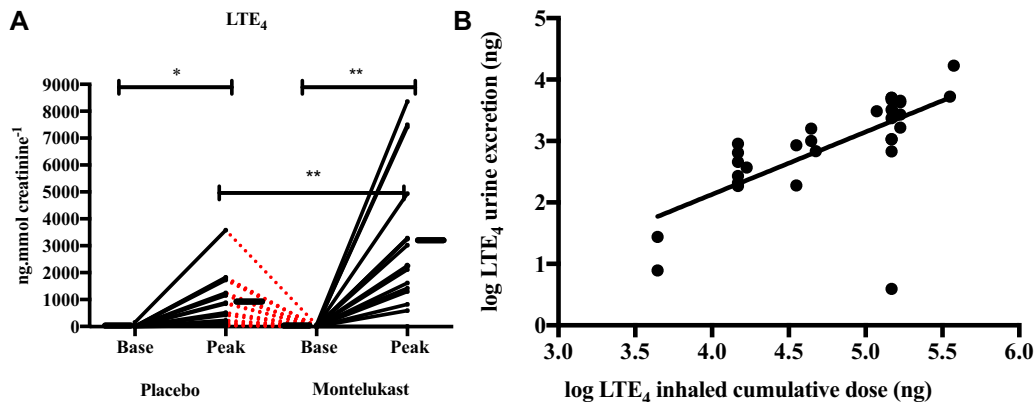 A
LTE4
* **
**
9000
8000
7000
6000
5000
4000
3000
2000
1000
0
ng.mmol creatinine-1
Base Peak Base Peak
Placebo Montelukast
B
log LTE4 urine excretion (ng)
5
4
3
2
1
0
3.0 3.5 4.0 4.5 5.0 5.5 6.0
log LTE4 inhaled cumulative dose (ng)